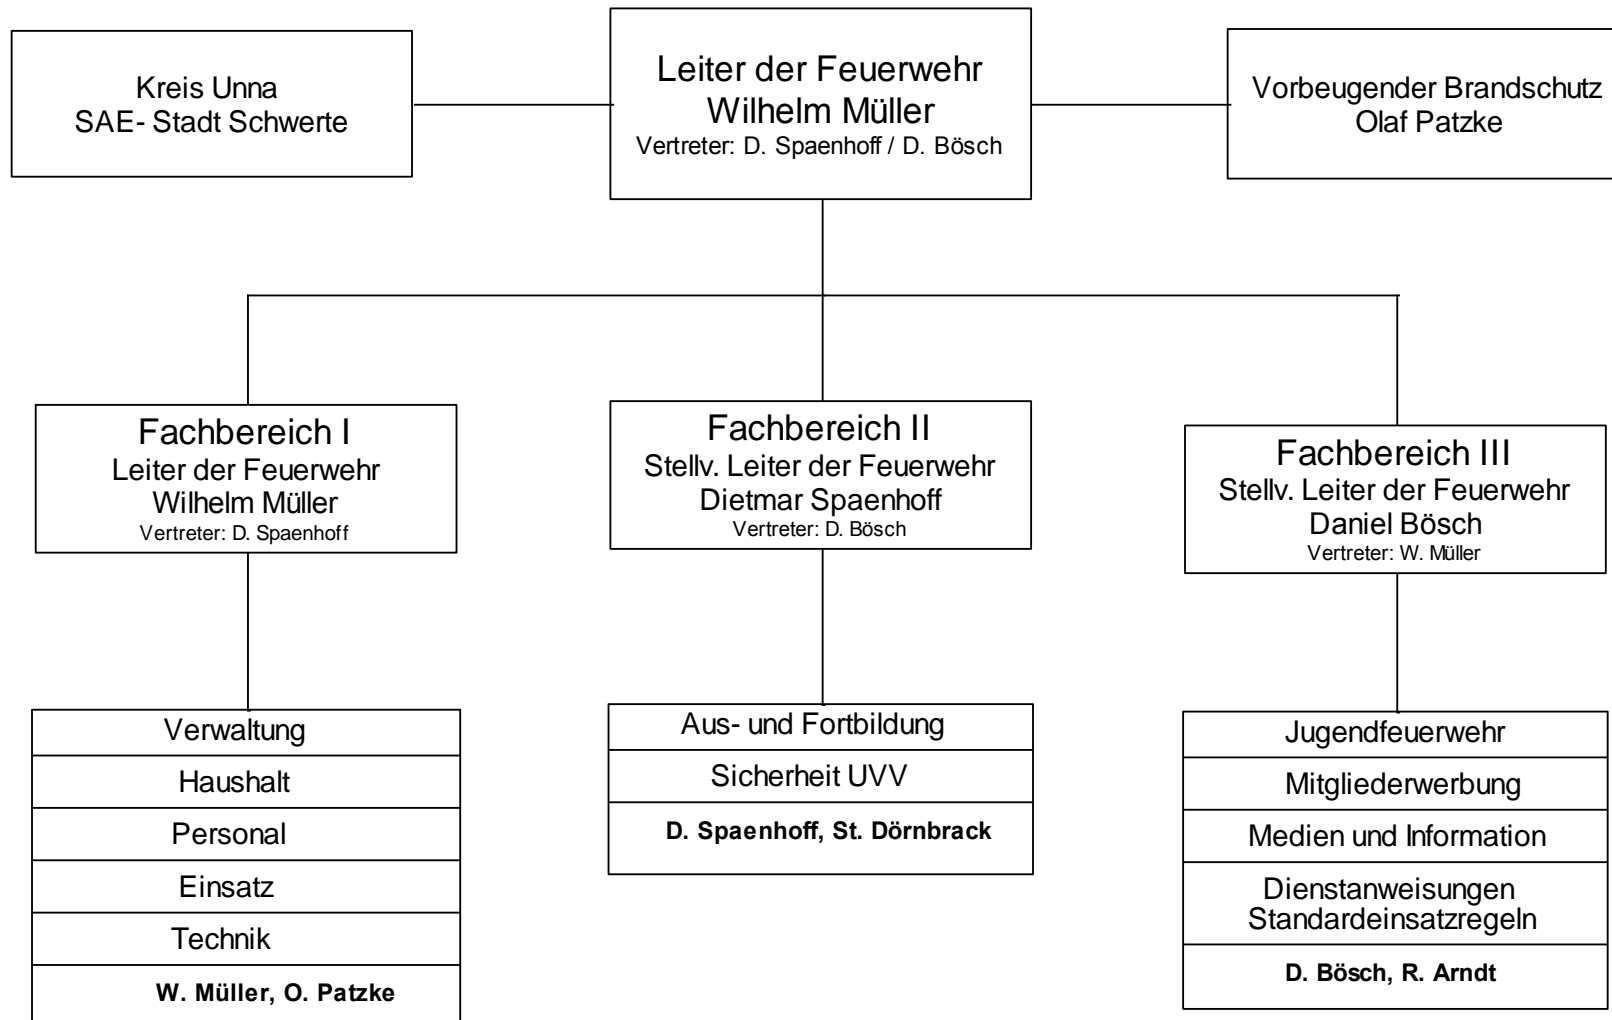 Kreis Unna
SAE- Stadt Schwerte
Leiter der Feuerwehr
Wilhelm Müller
Vertreter: D. Spaenhoff / D. Bösch
Vorbeugender Brandschutz
Olaf Patzke
Fachbereich I
Leiter der Feuerwehr
Wilhelm Müller
Vertreter: D. Spaenhoff
Fachbereich II
Stellv. Leiter der Feuerwehr
Dietmar Spaenhoff
Vertreter: D. Bösch
Fachbereich III
Stellv. Leiter der Feuerwehr
Daniel Bösch
Vertreter: W. Müller
Verwaltung
Haushalt
Personal
Einsatz
Technik
W. Müller, O. Patzke
Aus- und Fortbildung
Sicherheit UVV
D. Spaenhoff, St. Dörnbrack
Jugendfeuerwehr
Mitgliederwerbung
Medien und Information
Dienstanweisungen
Standardeinsatzregeln
D. Bösch, R. Arndt